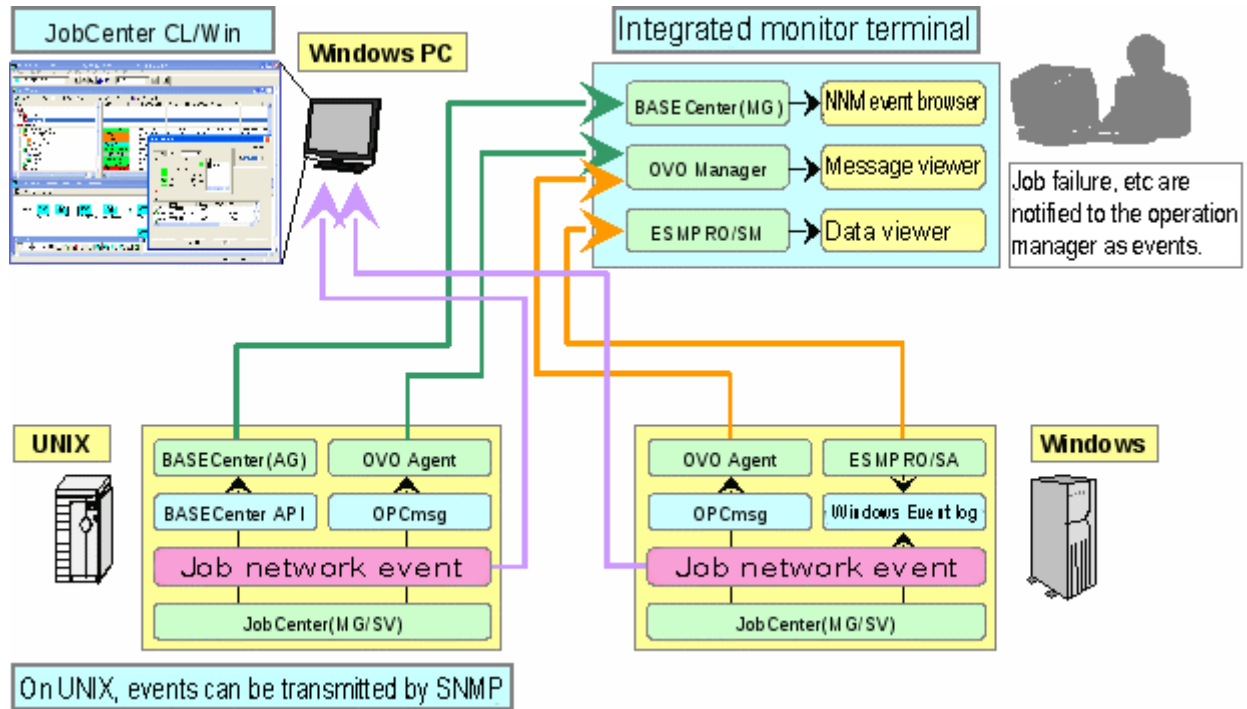 JobCenter CL/Win
Windows PC
Integrated monitor terminal
BASECenter(MG)
NNM event browser
OVO Manager
Message viewer
ESMPRO/SM
Data viewer
Job failure, etc are
notified to the operation
manager as events.
UNIX
BASECenter(AG)
OVO Agent
BASECenter API
OPCmsg
Job network event
JobCenter(MG/SV)
OVO Agent
ESMPRO/SA
OPCmsg
Windows Event log
Job network event
JobCenter(MG/SV)
Windows
On UNIX, events can be transmitted by SNMP